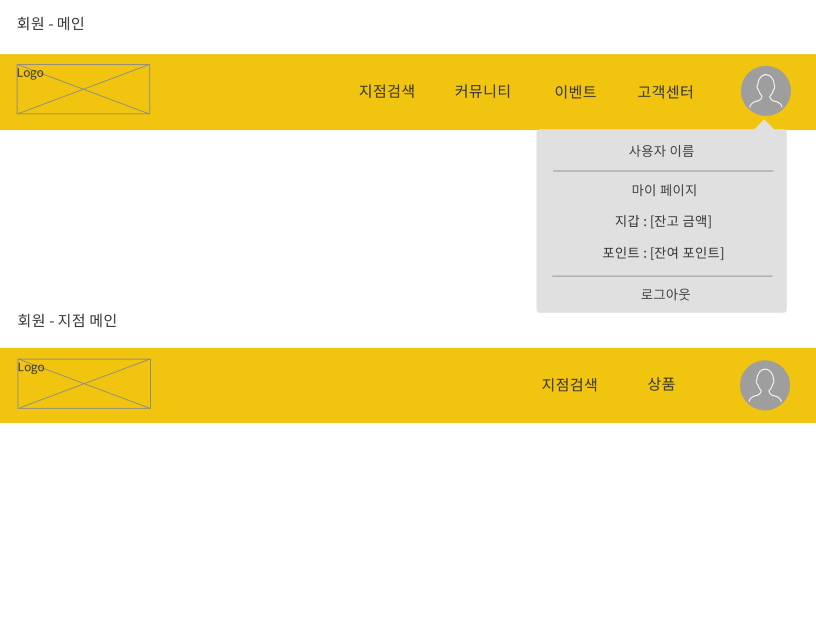 회원 - 메인
Logo
지점검색 커뮤니티 이벤트 고객센터
사용자 이름
마이 페이지
지갑 : [잔고 금액]
포인트 : [잔여 포인트]
로그아웃
회원 - 지점 메인
Logo
지점검색 상품